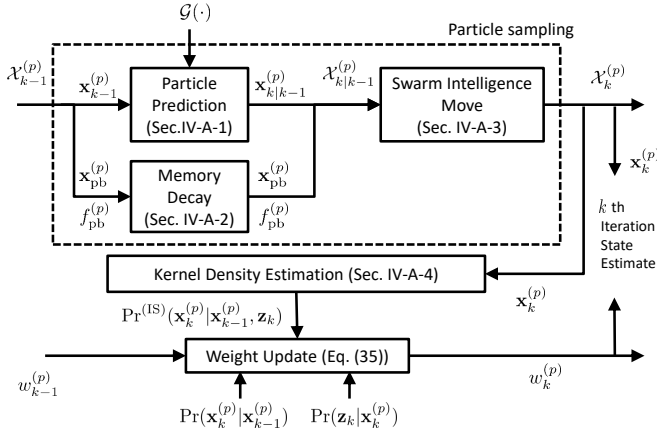 𝒢(·)
Particle sampling
𝒳_{k−1}^{(p)}
x_{k−1}^{(p)}
Particle
Prediction
(Sec.IV-A-1)
x_{k|k−1}^{(p)}
𝒳_{k|k−1}^{(p)}
Swarm Intelligence
Move
(Sec. IV-A-3)
𝒳_k^{(p)}
x_{pb}^{(p)}
f_{pb}^{(p)}
Memory
Decay
(Sec. IV-A-2)
x_{pb}^{(p)}
f_{pb}^{(p)}
x_k^{(p)}
k th
Iteration
State
Estimate
Kernel Density Estimation (Sec. IV-A-4)
x_k^{(p)}
Pr^{(IS)}(x_k^{(p)}|x_{k−1}^{(p)}, z_k)
Weight Update (Eq. (35))
w_{k−1}^{(p)}
w_k^{(p)}
Pr(x_k^{(p)}|x_{k−1}^{(p)})
Pr(z_k|x_k^{(p)})